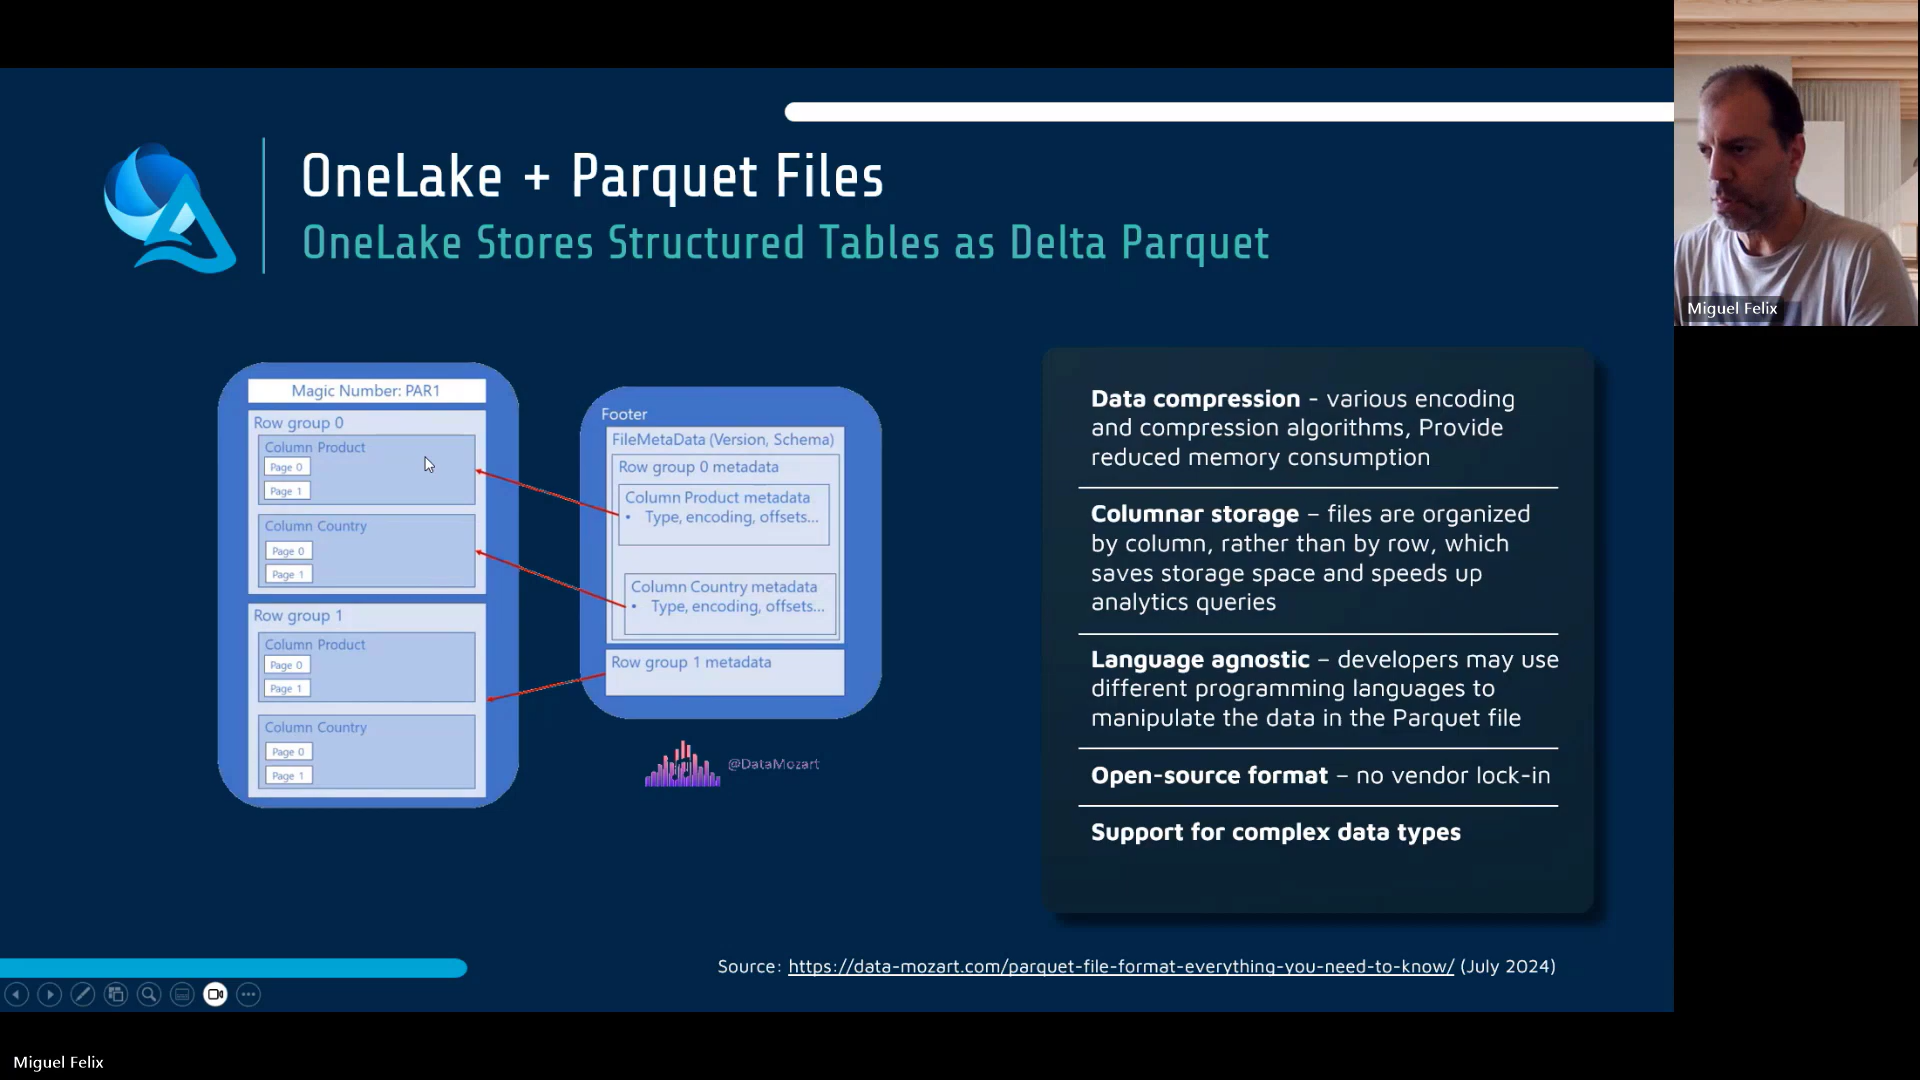 OneLake + Parquet Files
OneLake Stores Structured Tables as Delta Parquet
Magic Number: PAR1
Row group 0
Column Product
Page 0
Page 1
Column Country
Page 0
Page 1
Row group 1
Column Product
Page 0
Page 1
Column Country
Page 0
Page 1
Footer
FileMetaData (Version, Schema)
Row group 0 metadata
Column Product metadata
• Type, encoding, offsets...
Column Country metadata
• Type, encoding, offsets...
Row group 1 metadata
@DataMozart
Data compression - various encoding
and compression algorithms, Provide
reduced memory consumption
Columnar storage – files are organized
by column, rather than by row, which
saves storage space and speeds up
analytics queries
Language agnostic – developers may use
different programming languages to
manipulate the data in the Parquet file
Open-source format – no vendor lock-in
Support for complex data types
Source: https://data-mozart.com/parquet-file-format-everything-you-need-to-know/ (July 2024)
Miguel Felix
Miguel Felix